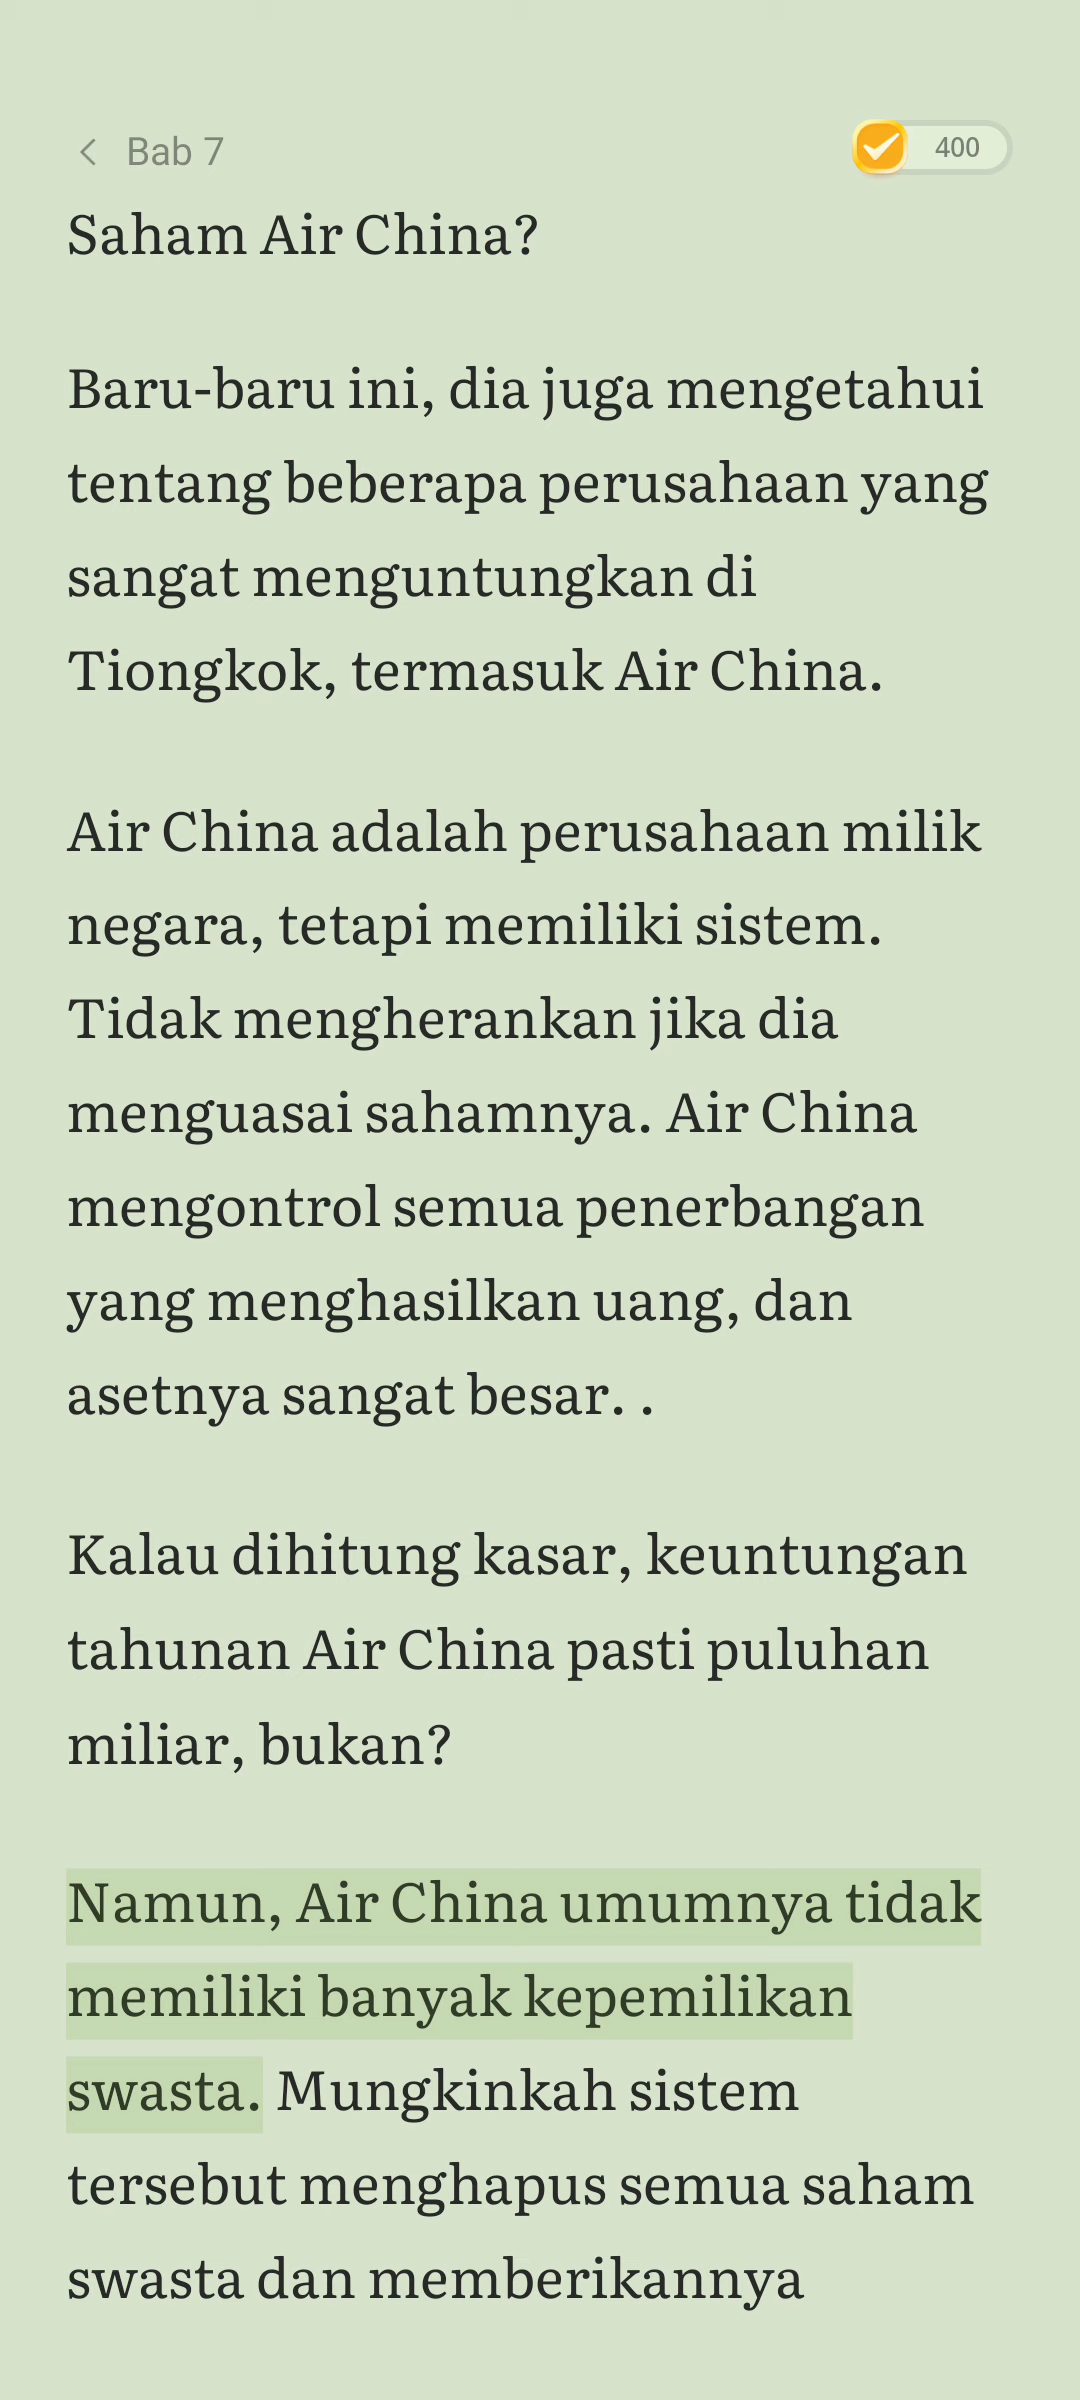 Bab 7
400
Saham Air China?
Baru-baru ini, dia juga mengetahui
tentang beberapa perusahaan yang
sangat menguntungkan di
Tiongkok, termasuk Air China.
Air China adalah perusahaan milik
negara, tetapi memiliki sistem.
Tidak mengherankan jika dia
menguasai sahamnya. Air China
mengontrol semua penerbangan
yang menghasilkan uang, dan
asetnya sangat besar. .
Kalau dihitung kasar, keuntungan
tahunan Air China pasti puluhan
miliar, bukan?
Namun, Air China umumnya tidak
memiliki banyak kepemilikan
swasta. Mungkinkah sistem
tersebut menghapus semua saham
swasta dan memberikannya